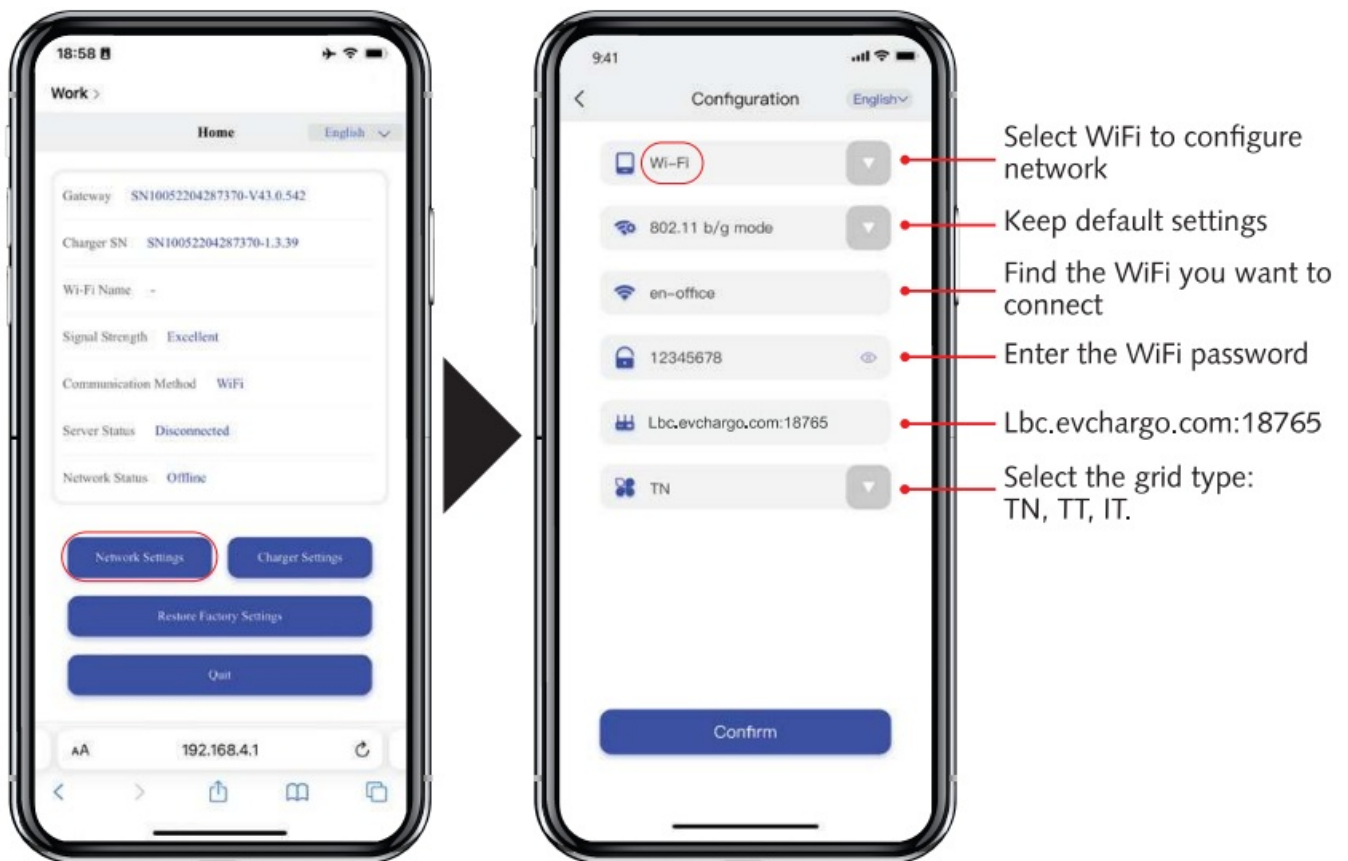 18:58
Work >
Home
English
Gateway SN10052204287370-V43.0.542
Charger SN SN10052204287370-1.3.39
Wi-Fi Name -
Signal Strength Excellent
Communication Method WiFi
Server Status Disconnected
Network Status Offline
Network Settings
Charger Settings
Restore Factory Settings
Quit
AA
192.168.4.1
9:41
Configuration
English
Wi-Fi
802.11 b/g mode
en-office
12345678
Lbc.evchargo.com:18765
TN
Confirm
Select WiFi to configure
network
Keep default settings
Find the WiFi you want to
connect
Enter the WiFi password
Lbc.evchargo.com:18765
Select the grid type:
TN, TT, IT.